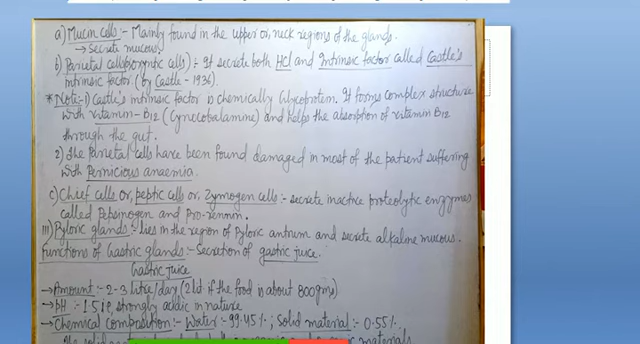 a) Mucin cells :- Mainly found in the upper or, neck regions of the glands.
→ Secrete mucous
b) Parietal cells (oxyntic cells) :- It secrete both HCl and Intrinsic factor called Castle's
intrinsic factor. (by Castle - 1936).
* Note:- 1) Castle's intrinsic factor is chemically Glycoprotein. It forms complex structure
with vitamin-B12 (Cynecobalamine) and helps the absorption of vitamin B12
through the gut.
2) The Parietal cells have been found damaged in most of the patient suffering
with Pernicious anaemia.
c) Chief cells or, peptic cells or, Zymogen cells :- secrete inactive proteolytic enzymes
called Pepsinogen and Pro-rennin.
III) Pyloric glands :- lies in the region of Pyloric antrum and secrete alkaline mucous.
Functions of Gastric glands :- Secretion of gastric juice.
Gastric juice
→ Amount :- 2-3 litre/day (2 lit if the food is about 800gms)
→ pH :- 1.5 i.e, strongly acidic in nature
→ Chemical composition :- Water :- 99.45%; Solid material :- 0.55%.